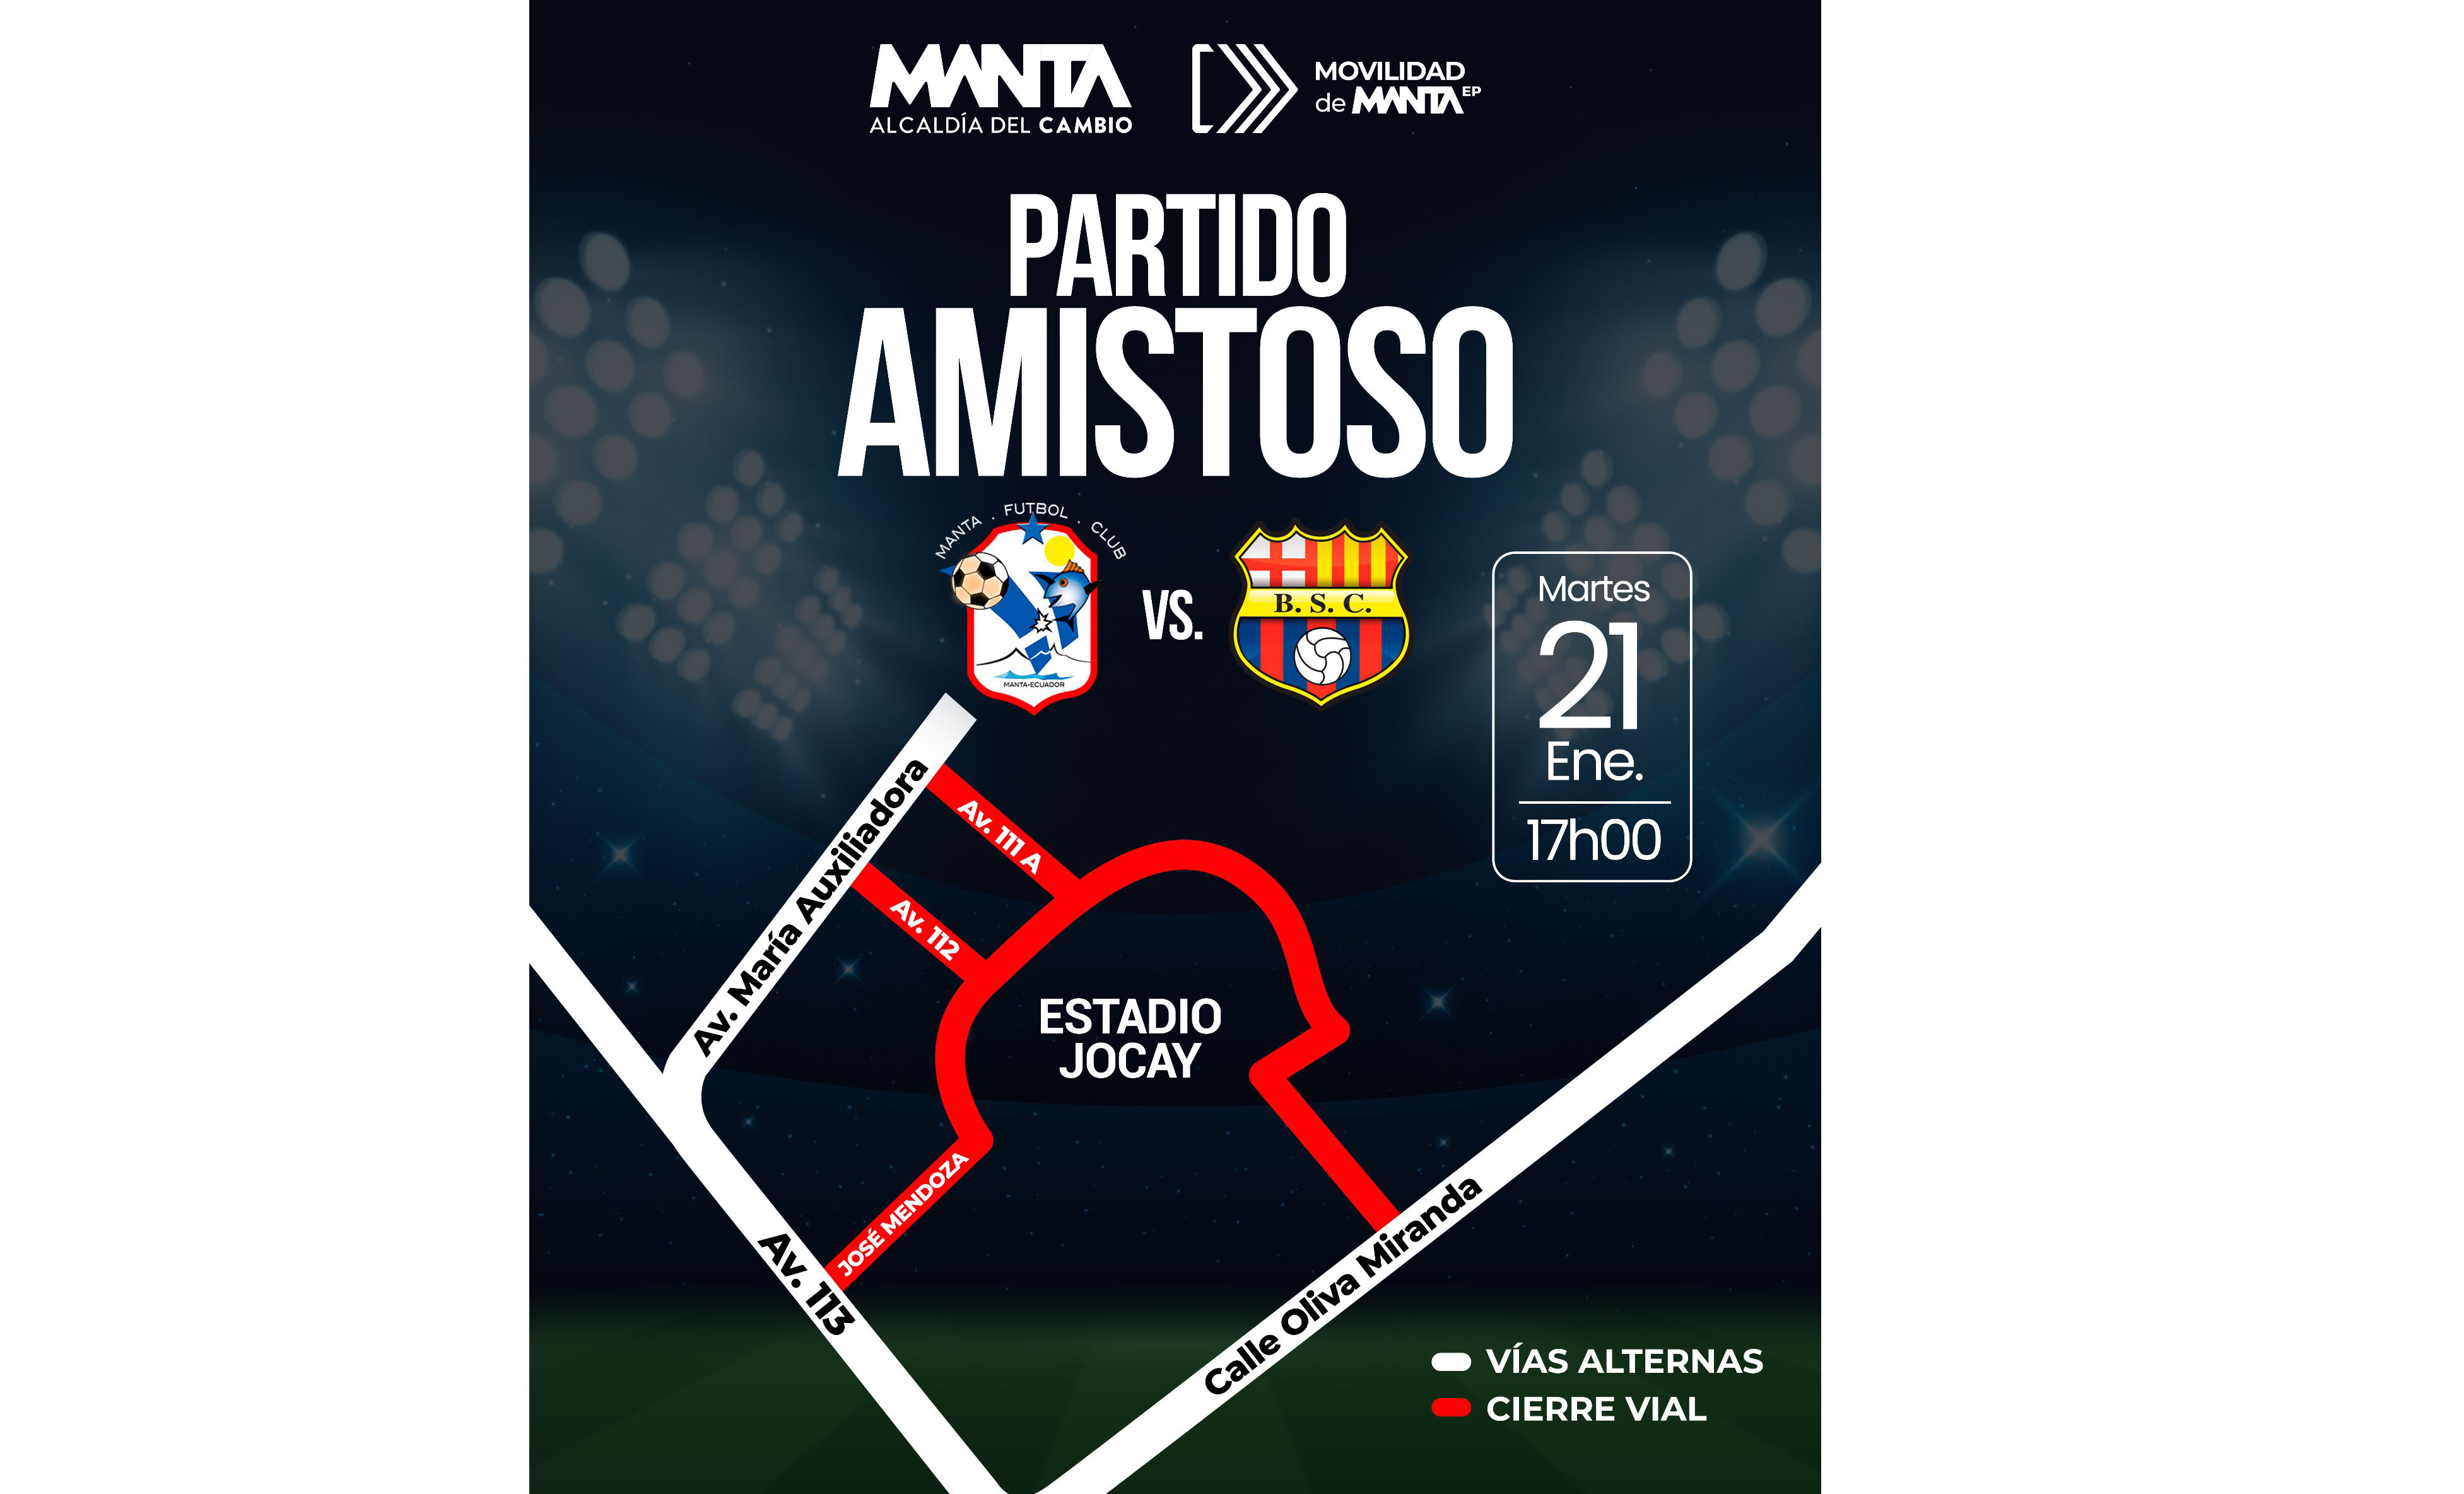 MANTA
ALCALDÍA DEL CAMBIO
MOVILIDAD
de MANTA EP
PARTIDO
AMISTOSO
MANTA . FUTBOL . CLUB
MANTA-ECUADOR
VS.
B. S. C.
Martes
21
Ene.
17h00
Av. María Auxiliadora
Av. 111 A
Av. 112
ESTADIO
JOCAY
JOSÉ MENDOZA
Av. 113
Calle Oliva Miranda
VÍAS ALTERNAS
CIERRE VIAL